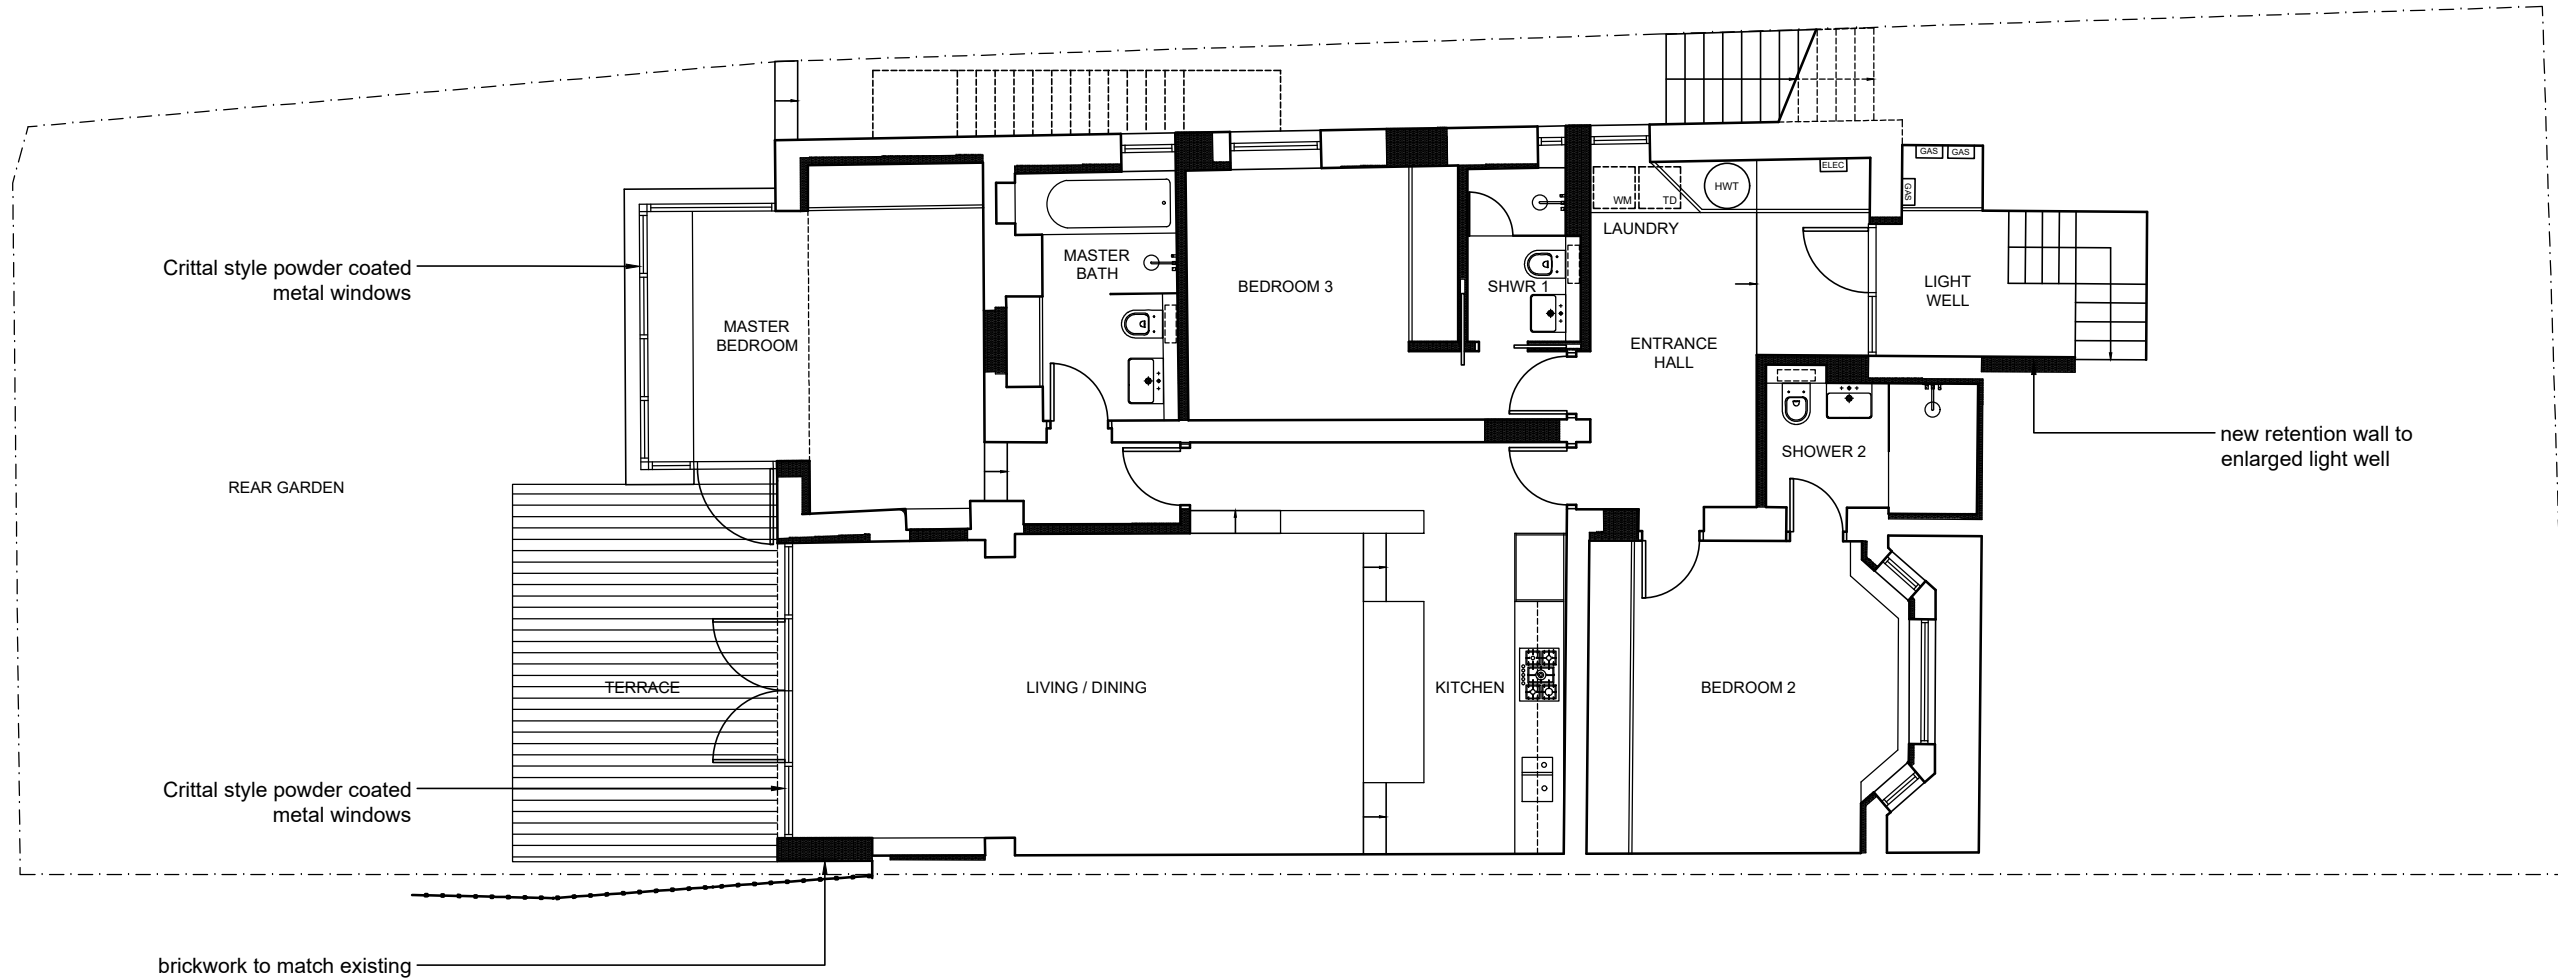 GAS
GAS
ELEC
GAS
HWT
WM
TD
LAUNDRY
MASTER
BATH
Crittal style powder coated
metal windows
BEDROOM 3
SHWR 1
LIGHT
WELL
MASTER
BEDROOM
ENTRANCE
HALL
new retention wall to
enlarged light well
SHOWER 2
REAR GARDEN
TERRACE
LIVING / DINING
KITCHEN
BEDROOM 2
Crittal style powder coated
metal windows
brickwork to match existing